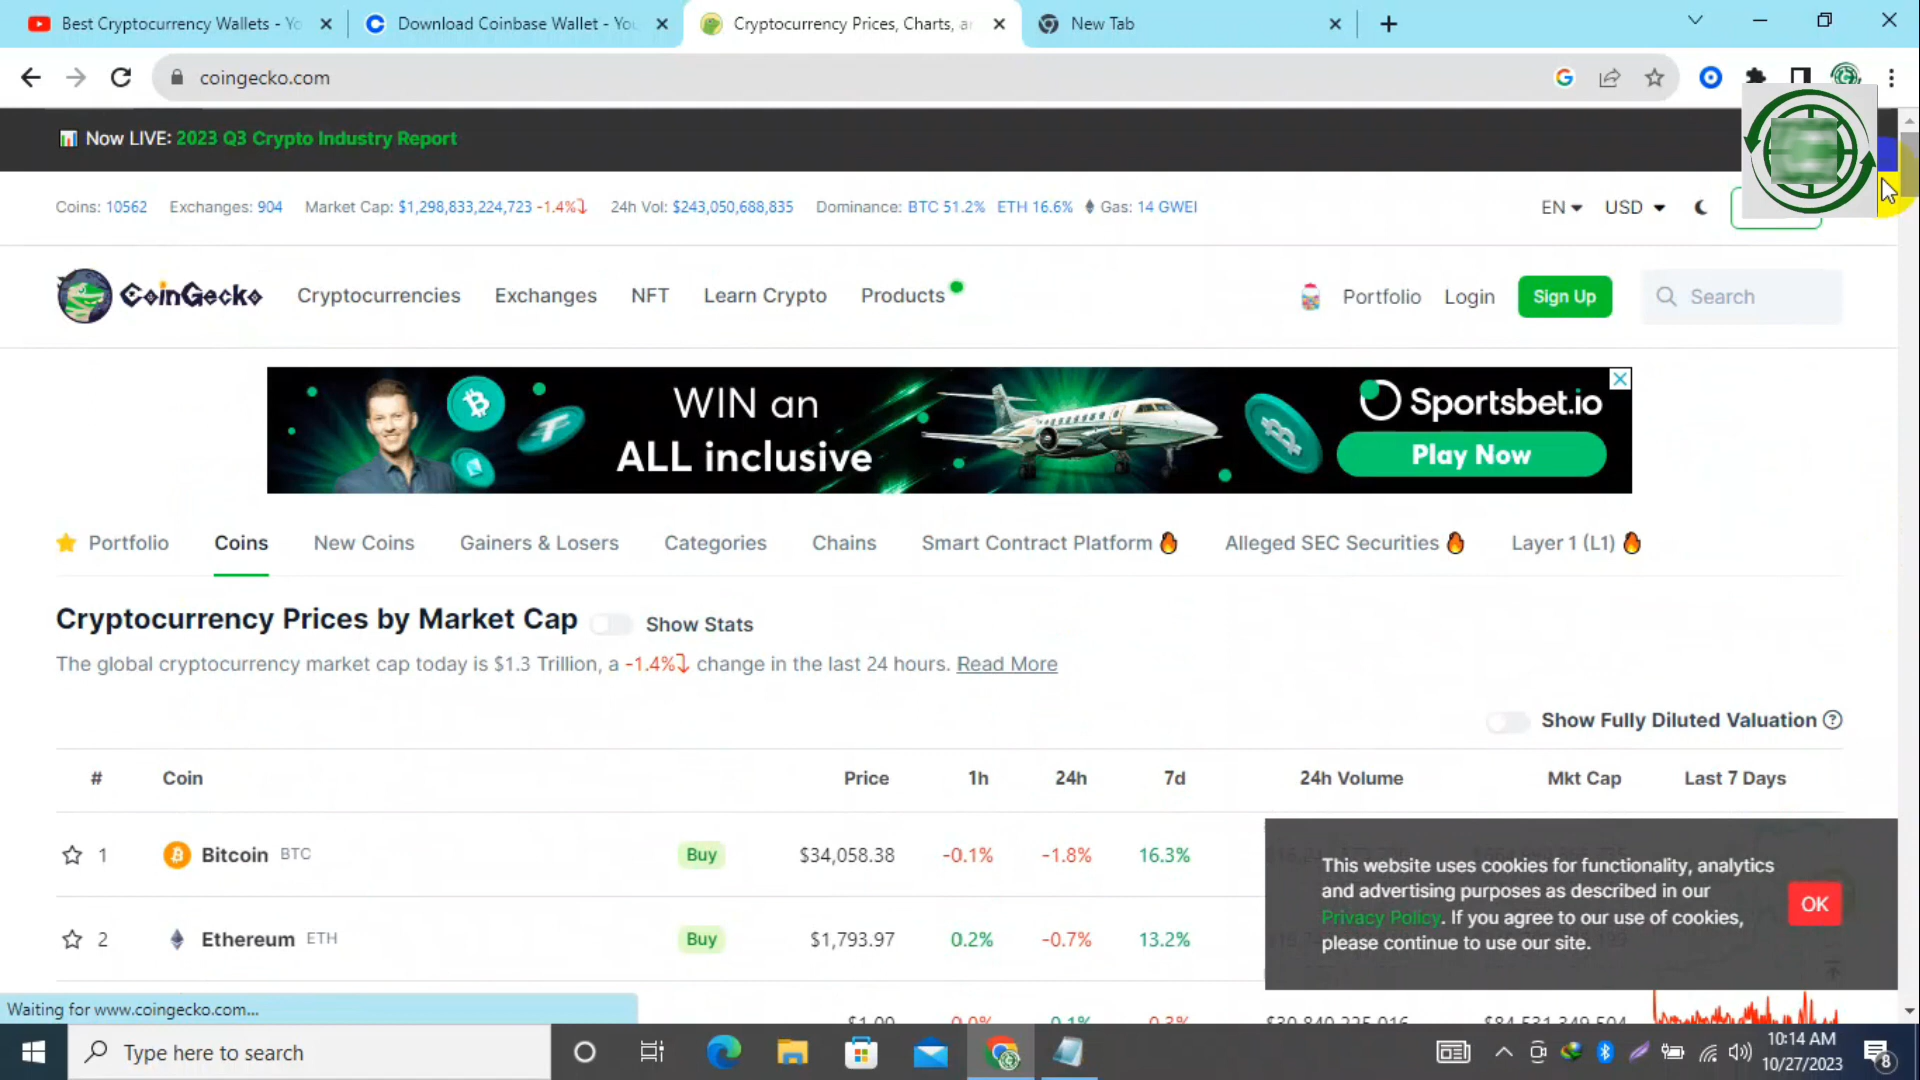 Best Cryptocurrency Wallets - Yo
Download Coinbase Wallet - You
Cryptocurrency Prices, Charts, an
New Tab
coingecko.com
Now LIVE: 2023 Q3 Crypto Industry Report
Coins: 10562 Exchanges: 904 Market Cap: $1,298,833,224,723 -1.4% 24h Vol: $243,050,688,835 Dominance: BTC 51.2% ETH 16.6% Gas: 14 GWEI EN USD
CoinGecko Cryptocurrencies Exchanges NFT Learn Crypto Products Portfolio Login Sign Up Search
WIN an
ALL inclusive
Sportsbet.io
Play Now
Portfolio Coins New Coins Gainers & Losers Categories Chains Smart Contract Platform Alleged SEC Securities Layer 1 (L1)
Cryptocurrency Prices by Market Cap Show Stats
The global cryptocurrency market cap today is $1.3 Trillion, a -1.4% change in the last 24 hours. Read More
Show Fully Diluted Valuation ?
# Coin Price 1h 24h 7d 24h Volume Mkt Cap Last 7 Days
1 Bitcoin BTC Buy $34,058.38 -0.1% -1.8% 16.3%
2 Ethereum ETH Buy $1,793.97 0.2% -0.7% 13.2%
This website uses cookies for functionality, analytics
and advertising purposes as described in our
Privacy Policy. If you agree to our use of cookies,
please continue to use our site.
OK
Waiting for www.coingecko.com...
Type here to search
10:14 AM
10/27/2023
8